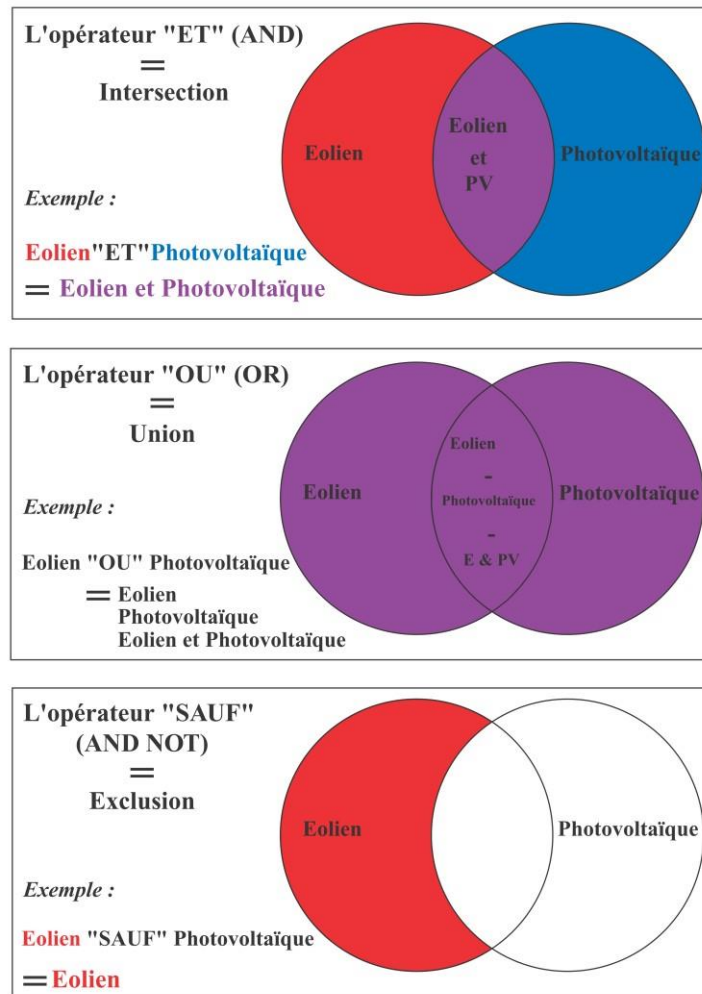 L'opérateur "ET" (AND)
=
Intersection
Exemple :
Eolien"ET"Photovoltaïque
= Eolien et Photovoltaïque
Eolien
Eolien
et
PV
Photovoltaïque
L'opérateur "OU" (OR)
=
Union
Exemple :
Eolien "OU" Photovoltaïque
= Eolien
Photovoltaïque
Eolien et Photovoltaïque
Eolien
Eolien
-
Photovoltaïque
-
E & PV
Photovoltaïque
L'opérateur "SAUF"
(AND NOT)
=
Exclusion
Exemple :
Eolien "SAUF" Photovoltaïque
= Eolien
Eolien
Photovoltaïque